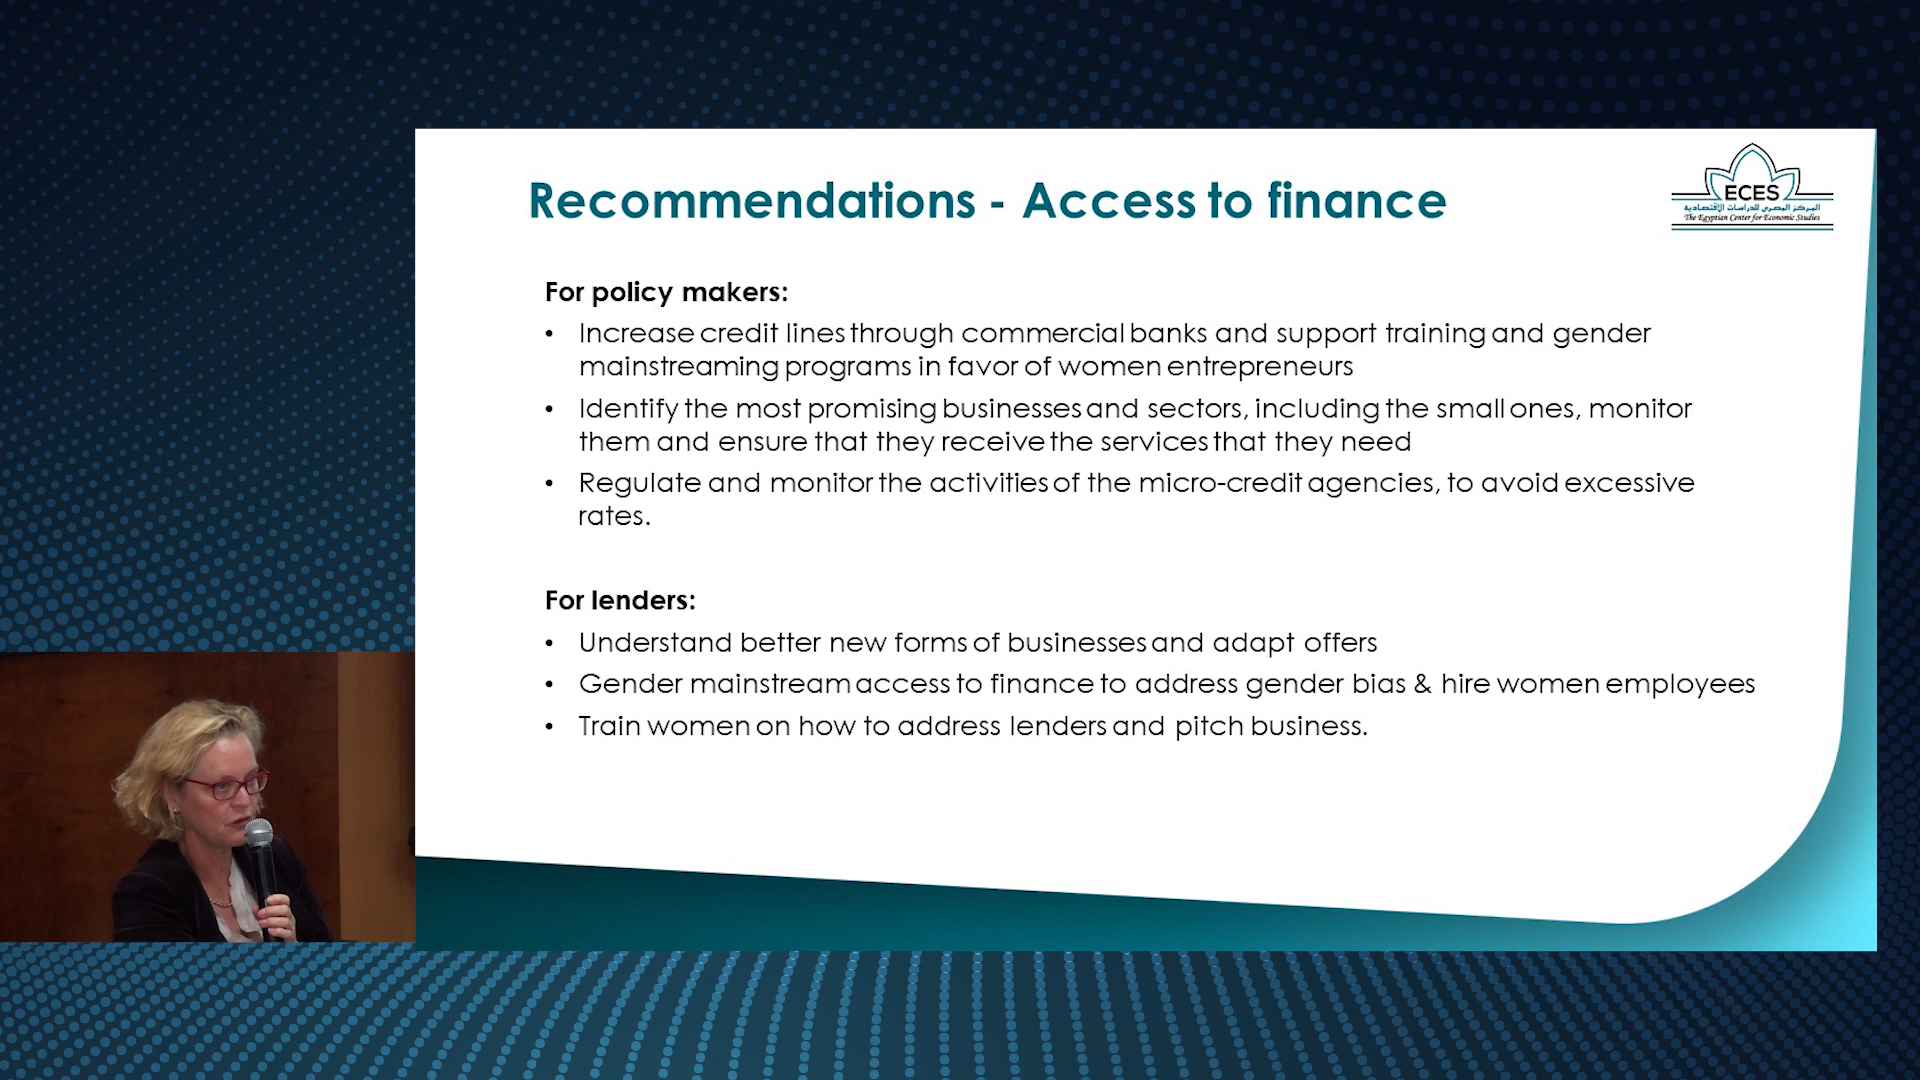 Recommendations - Access to finance
ECES
المركز المصري للدراسات الاقتصادية
The Egyptian Center for Economic Studies
For policy makers:
• Increase credit lines through commercial banks and support training and gender
mainstreaming programs in favor of women entrepreneurs
• Identify the most promising businesses and sectors, including the small ones, monitor
them and ensure that they receive the services that they need
• Regulate and monitor the activities of the micro-credit agencies, to avoid excessive
rates.
For lenders:
• Understand better new forms of businesses and adapt offers
• Gender mainstream access to finance to address gender bias & hire women employees
• Train women on how to address lenders and pitch business.